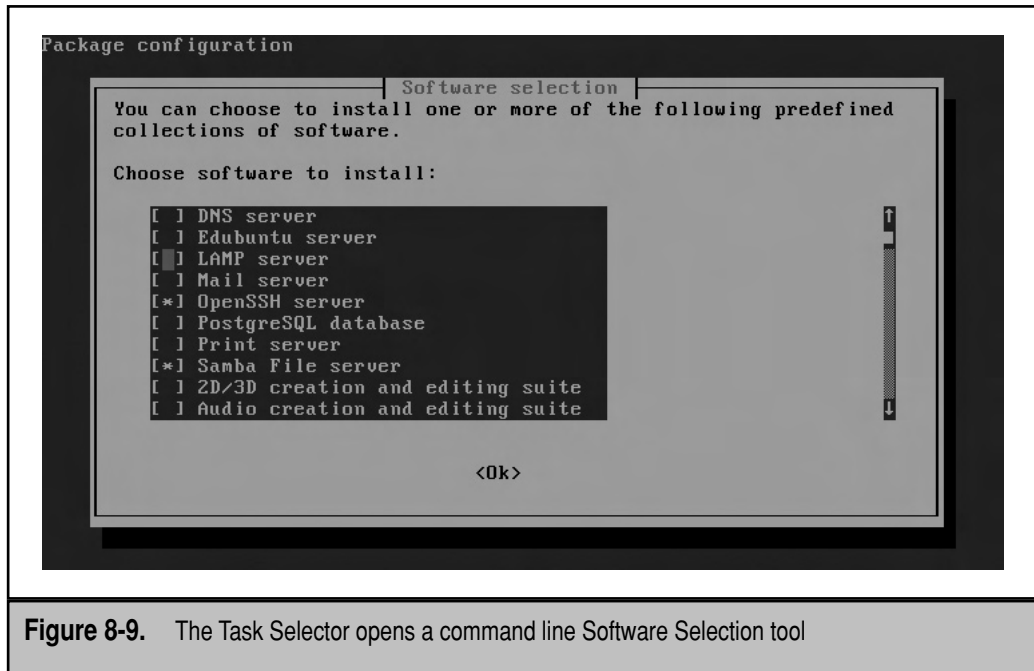 Package configuration
Software selection
You can choose to install one or more of the following predefined
collections of software.
Choose software to install:
[ ] DNS server
[ ] Edubuntu server
[ ] LAMP server
[ ] Mail server
[*] OpenSSH server
[ ] PostgreSQL database
[ ] Print server
[*] Samba File server
[ ] 2D/3D creation and editing suite
[ ] Audio creation and editing suite
<Ok>
Figure 8-9. The Task Selector opens a command line Software Selection tool